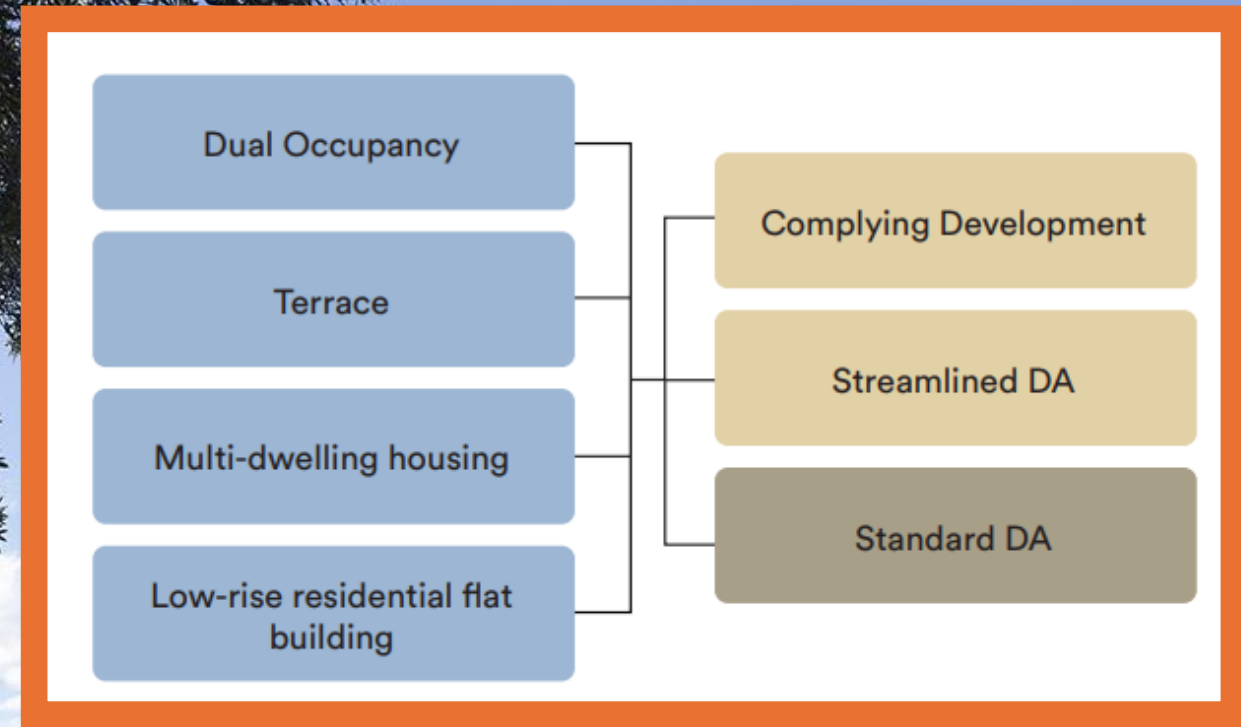 Dual Occupancy
Terrace
Multi-dwelling housing
Low-rise residential flat
building
Complying Development
Streamlined DA
Standard DA